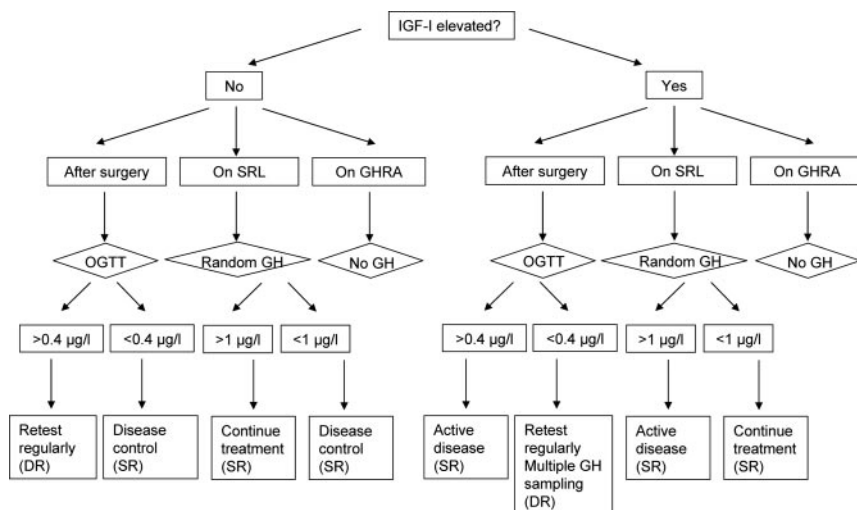 IGF-I elevated?
No
Yes
After surgery
On SRL
On GHRA
After surgery
On SRL
On GHRA
OGTT
Random GH
No GH
OGTT
Random GH
No GH
>0.4 µg/l
<0.4 µg/l
>1 µg/l
<1 µg/l
>0.4 µg/l
<0.4 µg/l
>1 µg/l
<1 µg/l
Retest
regularly
(DR)
Disease
control
(SR)
Continue
treatment
(SR)
Disease
control
(SR)
Active
disease
(SR)
Retest
regularly
Multiple GH
sampling
(DR)
Active
disease
(SR)
Continue
treatment
(SR)